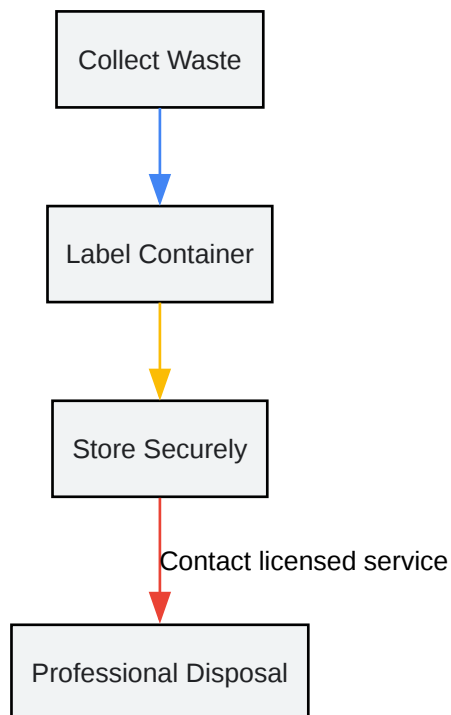 Collect Waste
Label Container
Store Securely
Contact licensed service
Professional Disposal